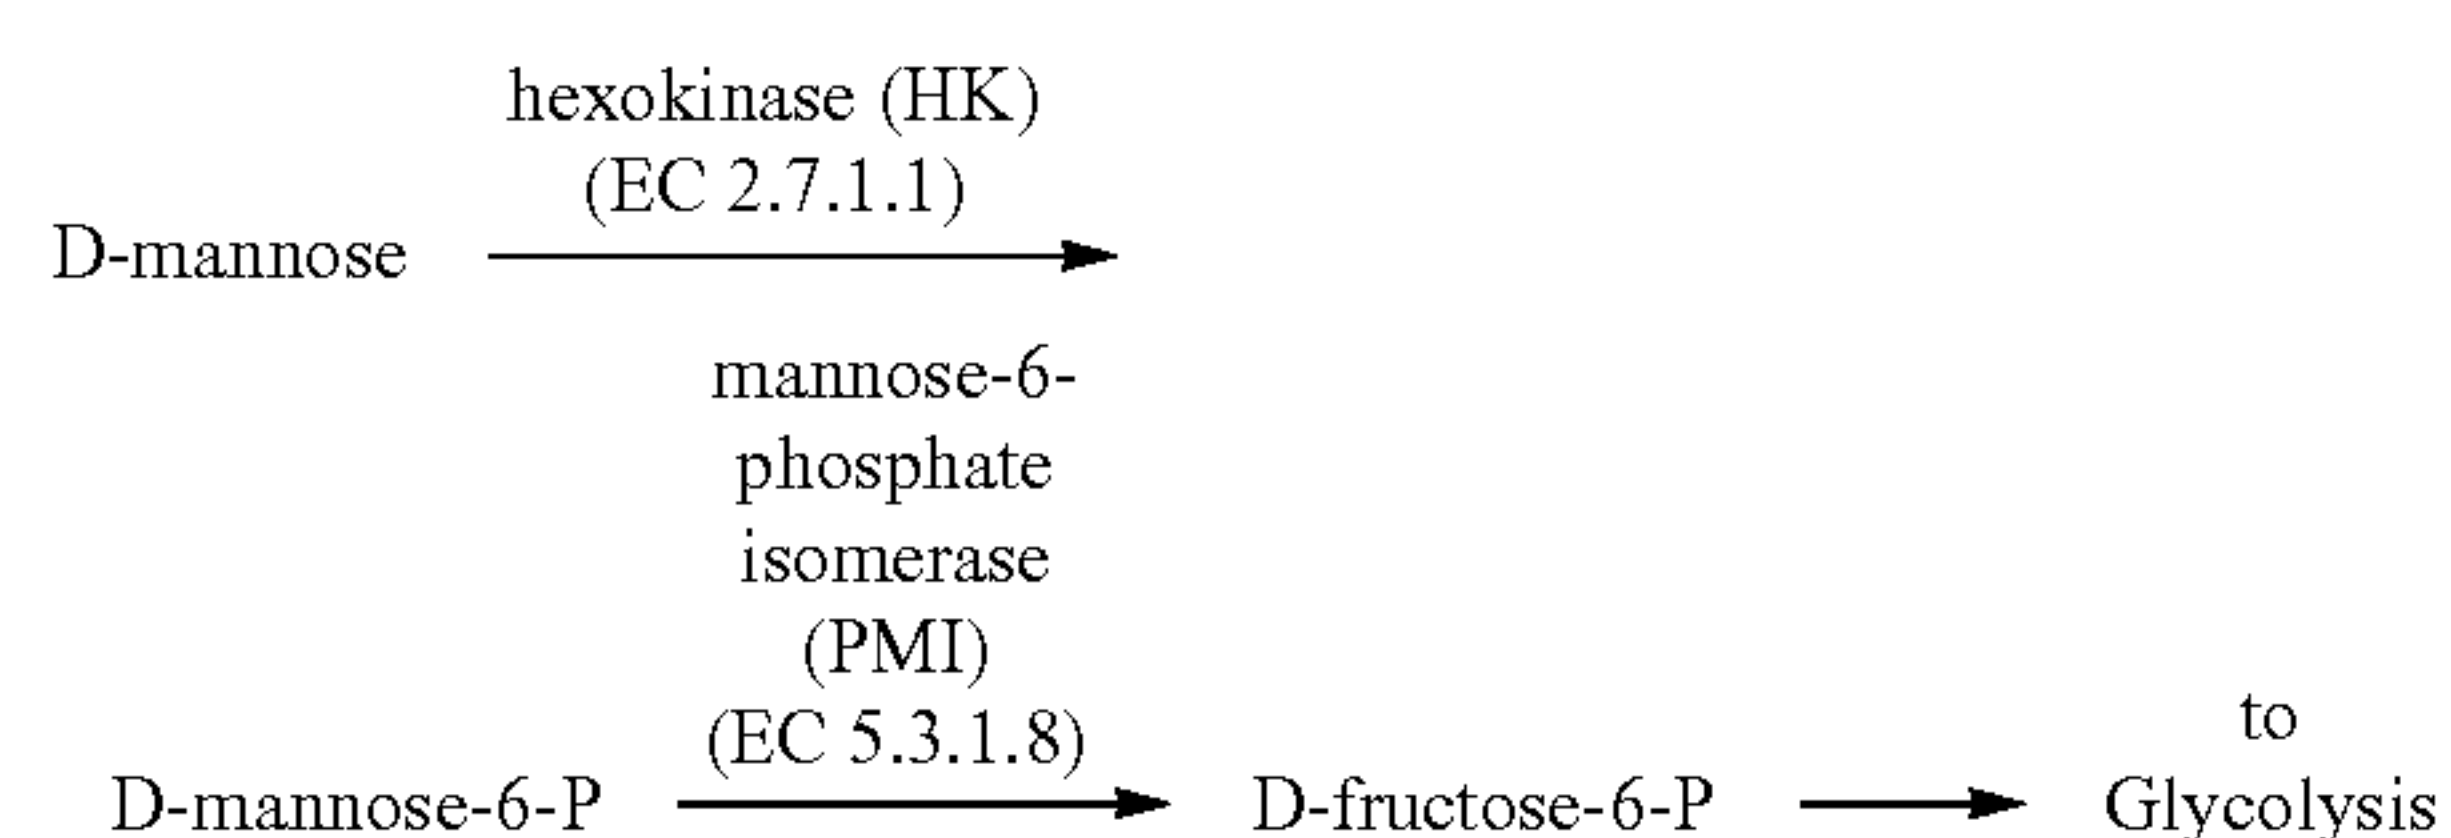 hexokinase (HK)
(EC 2.7.1.1)
D-mannose
mannose-6-
phosphate
isomerase
(PMI)
(EC 5.3.1.8)
D-mannose-6-P
D-fructose-6-P
to
Glycolysis